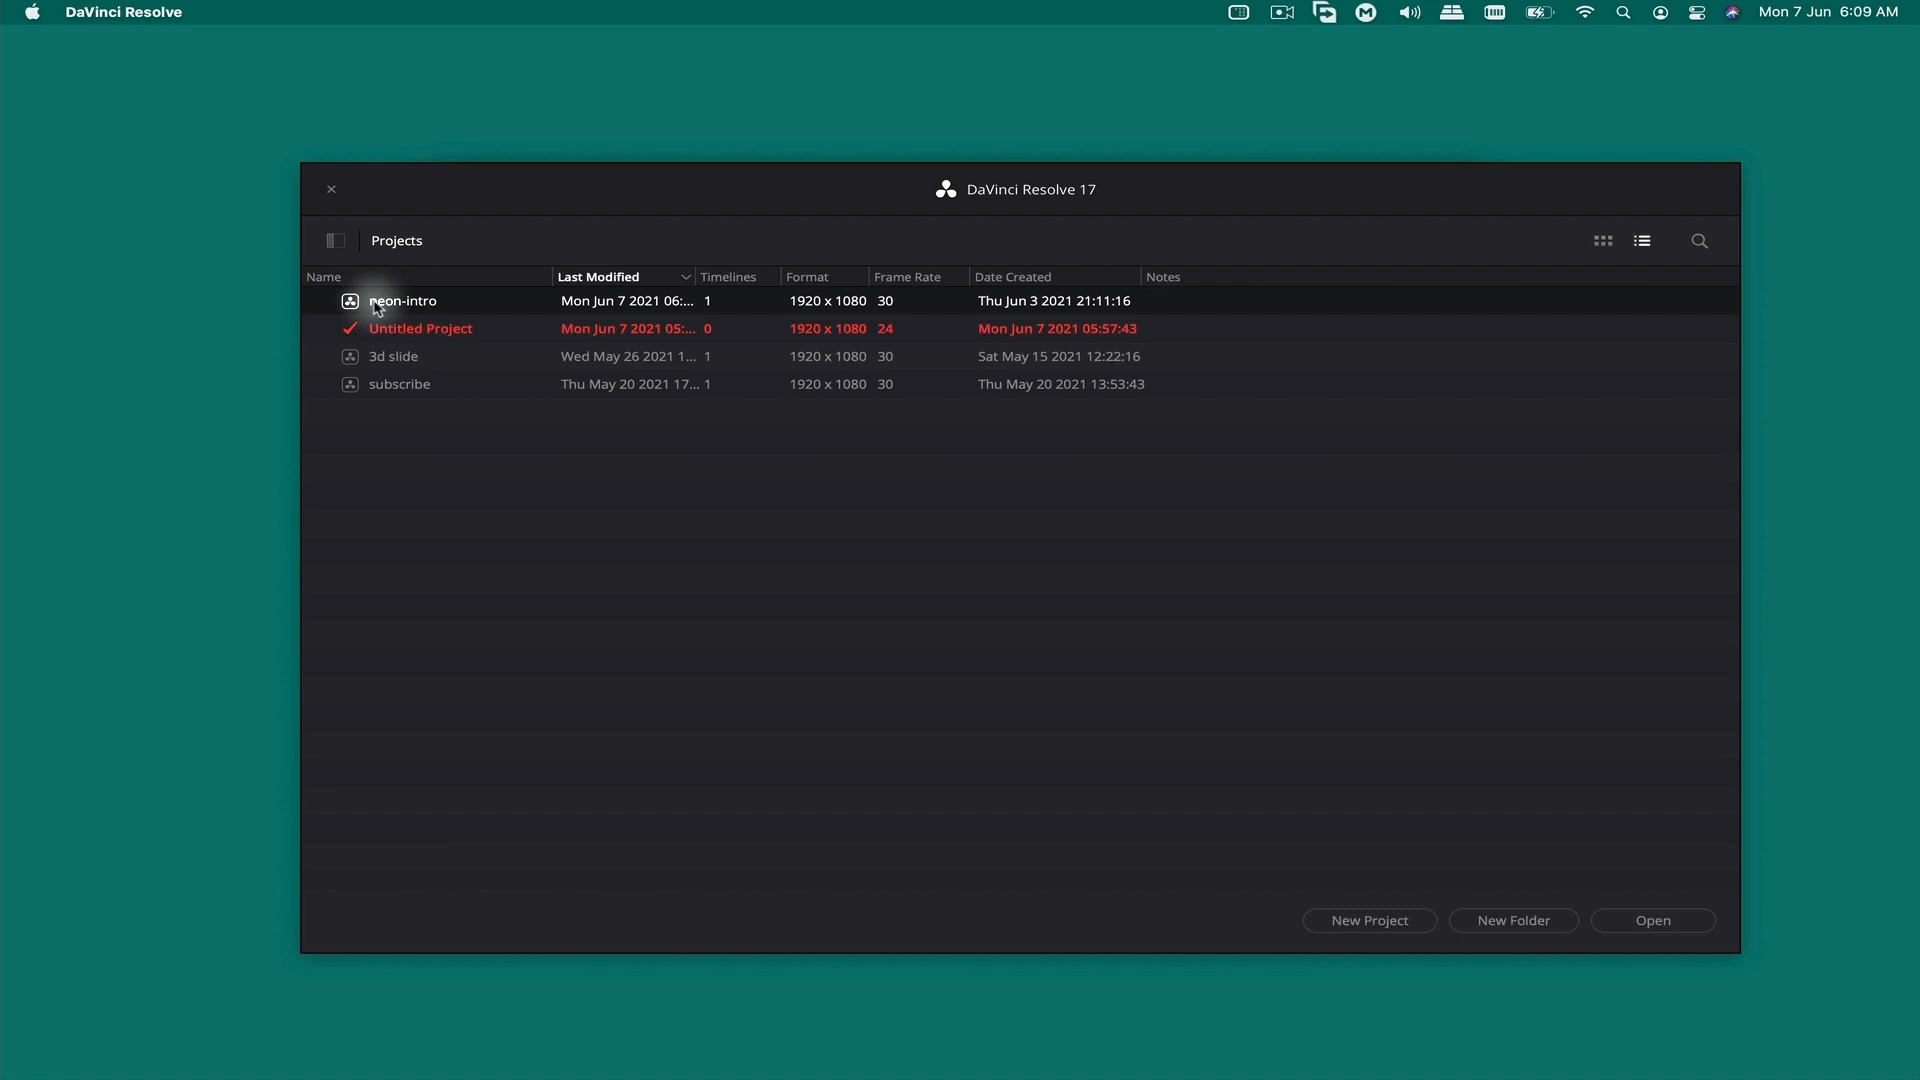 DaVinci Resolve Mon 7 Jun 6:09 AM
DaVinci Resolve 17
Projects
Name Last Modified Timelines Format Frame Rate Date Created Notes
neon-intro Mon Jun 7 2021 06:... 1 1920 x 1080 30 Thu Jun 3 2021 21:11:16
Untitled Project Mon Jun 7 2021 05:... 0 1920 x 1080 24 Mon Jun 7 2021 05:57:43
3d slide Wed May 26 2021 1... 1 1920 x 1080 30 Sat May 15 2021 12:22:16
subscribe Thu May 20 2021 17... 1 1920 x 1080 30 Thu May 20 2021 13:53:43
New Project New Folder Open